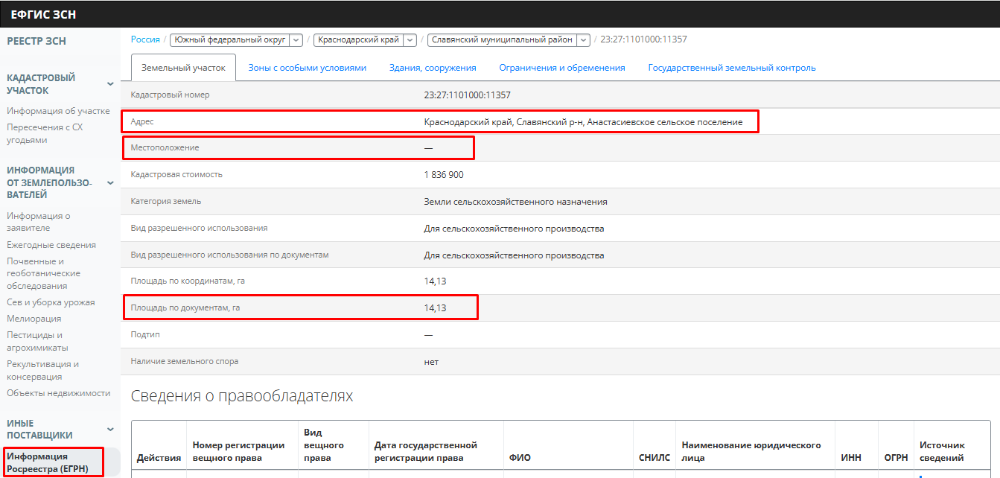 ЕФГИС ЗСН
РЕЕСТР ЗСН
КАДАСТРОВЫЙ
УЧАСТОК
Информация об участке
Пересечения с СХ
угодьями
ИНФОРМАЦИЯ
ОТ ЗЕМЛЕПОЛЬЗО-
ВАТЕЛЕЙ
Информация о
заявителе
Ежегодные сведения
Почвенные и
геоботанические
обследования
Сев и уборка урожая
Мелиорация
Пестициды и
агрохимикаты
Рекультивация и
консервация
Объекты недвижимости
ИНЫЕ
ПОСТАВЩИКИ
Информация
Росреестра (ЕГРН)
Россия / Южный федеральный округ / Краснодарский край / Славянский муниципальный район / 23:27:1101000:11357
Земельный участок Зоны с особыми условиями Здания, сооружения Ограничения и обременения Государственный земельный контроль
Кадастровый номер 23:27:1101000:11357
Адрес Краснодарский край, Славянский р-н, Анастасиевское сельское поселение
Местоположение —
Кадастровая стоимость 1 836 900
Категория земель Земли сельскохозяйственного назначения
Вид разрешенного использования Для сельскохозяйственного производства
Вид разрешенного использования по документам Для сельскохозяйственного производства
Площадь по координатам, га 14,13
Площадь по документам, га 14,13
Подтип —
Наличие земельного спора нет
Сведения о правообладателях
Действия Номер регистрации вещного права Вид вещного права Дата государственной регистрации права ФИО СНИЛС Наименование юридического лица ИНН ОГРН Источник сведений